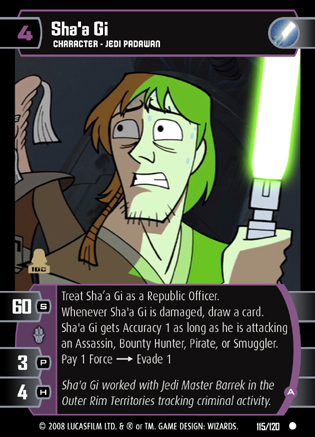 4
Sha'a Gi
CHARACTER - JEDI PADAWAN
IDC
60 S
Treat Sha'a Gi as a Republic Officer.
Whenever Sha'a Gi is damaged, draw a card.
Sha'a Gi gets Accuracy 1 as long as he is attacking
an Assassin, Bounty Hunter, Pirate, or Smuggler.
3 P
Pay 1 Force → Evade 1
4 H
Sha'a Gi worked with Jedi Master Barrek in the
Outer Rim Territories tracking criminal activity.
A
© 2008 LUCASFILM LTD. & ® or TM. GAME DESIGN: WIZARDS.
115/120